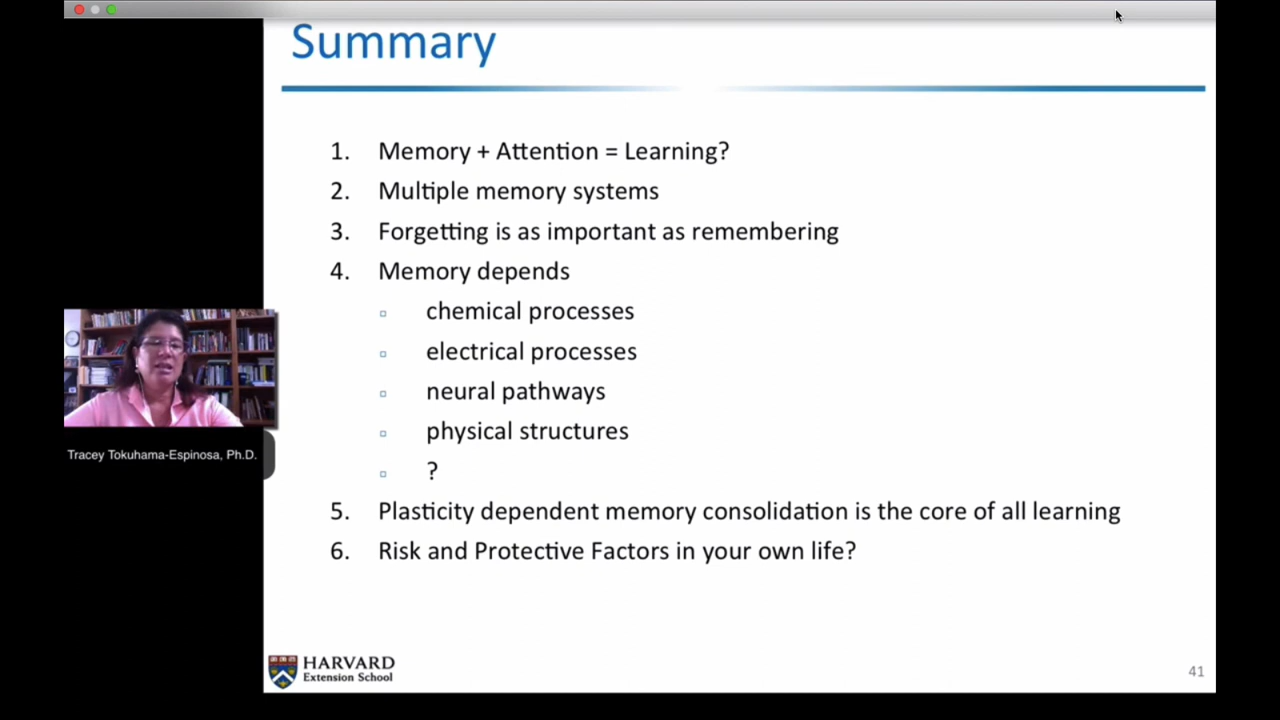 Summary
1. Memory + Attention = Learning?
2. Multiple memory systems
3. Forgetting is as important as remembering
4. Memory depends
chemical processes
electrical processes
neural pathways
physical structures
?
5. Plasticity dependent memory consolidation is the core of all learning
6. Risk and Protective Factors in your own life?
Tracey Tokuhama-Espinosa, Ph.D.
HARVARD
Extension School
41